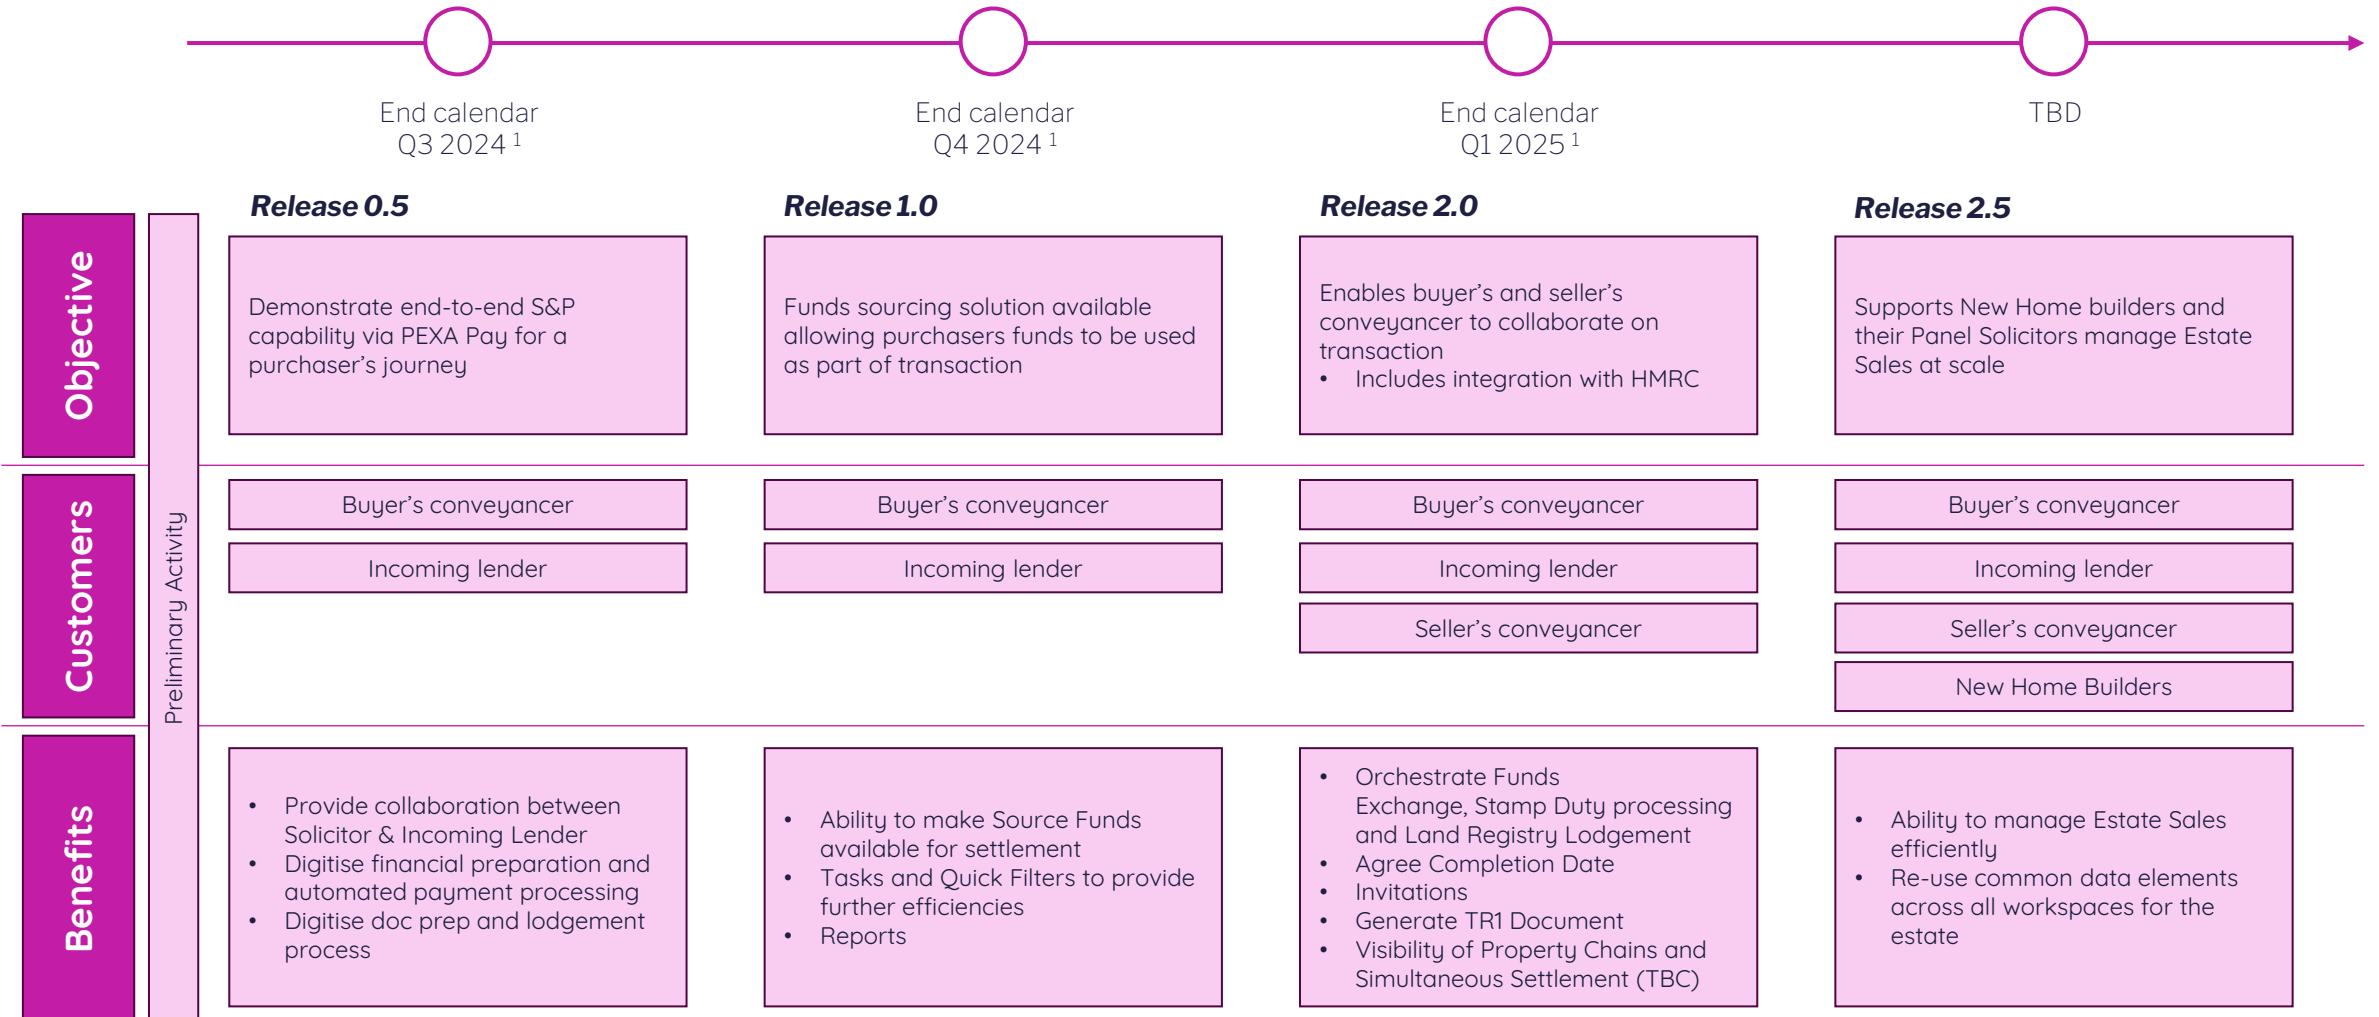 End calendar
Q3 2024 1
End calendar
Q4 2024 1
End calendar
Q1 2025 1
TBD
Release 0.5
Release 1.0
Release 2.0
Release 2.5
Objective
Preliminary Activity
Demonstrate end-to-end S&P
capability via PEXA Pay for a
purchaser’s journey
Funds sourcing solution available
allowing purchasers funds to be used
as part of transaction
Enables buyer’s and seller’s
conveyancer to collaborate on
transaction
• Includes integration with HMRC
Supports New Home builders and
their Panel Solicitors manage Estate
Sales at scale
Customers
Buyer’s conveyancer
Incoming lender
Buyer’s conveyancer
Incoming lender
Buyer’s conveyancer
Incoming lender
Seller’s conveyancer
Buyer’s conveyancer
Incoming lender
Seller’s conveyancer
New Home Builders
Benefits
• Provide collaboration between
Solicitor & Incoming Lender
• Digitise financial preparation and
automated payment processing
• Digitise doc prep and lodgement
process
• Ability to make Source Funds
available for settlement
• Tasks and Quick Filters to provide
further efficiencies
• Reports
• Orchestrate Funds
Exchange, Stamp Duty processing
and Land Registry Lodgement
• Agree Completion Date
• Invitations
• Generate TR1 Document
• Visibility of Property Chains and
Simultaneous Settlement (TBC)
• Ability to manage Estate Sales
efficiently
• Re-use common data elements
across all workspaces for the
estate